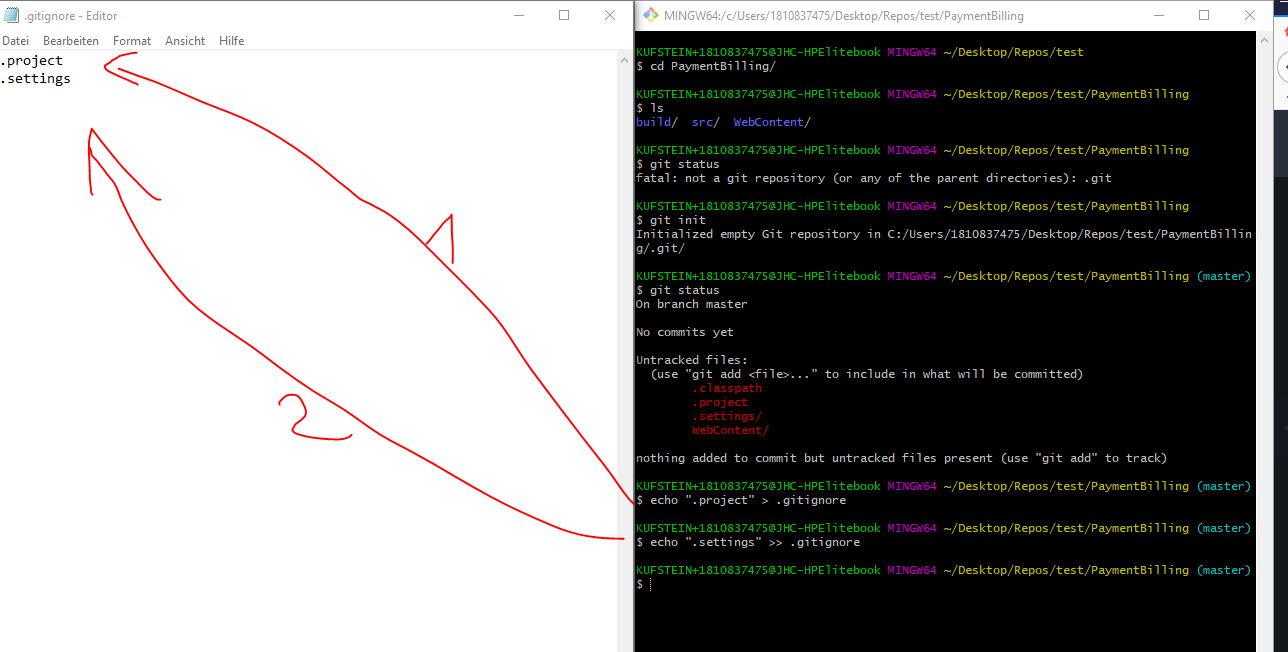 .gitignore - Editor
Datei Bearbeiten Format Ansicht Hilfe
.project
.settings
1
2
MINGW64:/c/Users/1810837475/Desktop/Repos/test/PaymentBilling
KUFSTEIN+1810837475@JHC-HPElitebook MINGW64 ~/Desktop/Repos/test
$ cd PaymentBilling/
KUFSTEIN+1810837475@JHC-HPElitebook MINGW64 ~/Desktop/Repos/test/PaymentBilling
$ ls
build/ src/ WebContent/
KUFSTEIN+1810837475@JHC-HPElitebook MINGW64 ~/Desktop/Repos/test/PaymentBilling
$ git status
fatal: not a git repository (or any of the parent directories): .git
KUFSTEIN+1810837475@JHC-HPElitebook MINGW64 ~/Desktop/Repos/test/PaymentBilling
$ git init
Initialized empty Git repository in C:/Users/1810837475/Desktop/Repos/test/PaymentBillin
g/.git/
KUFSTEIN+1810837475@JHC-HPElitebook MINGW64 ~/Desktop/Repos/test/PaymentBilling (master)
$ git status
On branch master
No commits yet
Untracked files:
(use "git add <file>..." to include in what will be committed)
.classpath
.project
.settings/
WebContent/
nothing added to commit but untracked files present (use "git add" to track)
KUFSTEIN+1810837475@JHC-HPElitebook MINGW64 ~/Desktop/Repos/test/PaymentBilling (master)
$ echo ".project" > .gitignore
KUFSTEIN+1810837475@JHC-HPElitebook MINGW64 ~/Desktop/Repos/test/PaymentBilling (master)
$ echo ".settings" >> .gitignore
KUFSTEIN+1810837475@JHC-HPElitebook MINGW64 ~/Desktop/Repos/test/PaymentBilling (master)
$